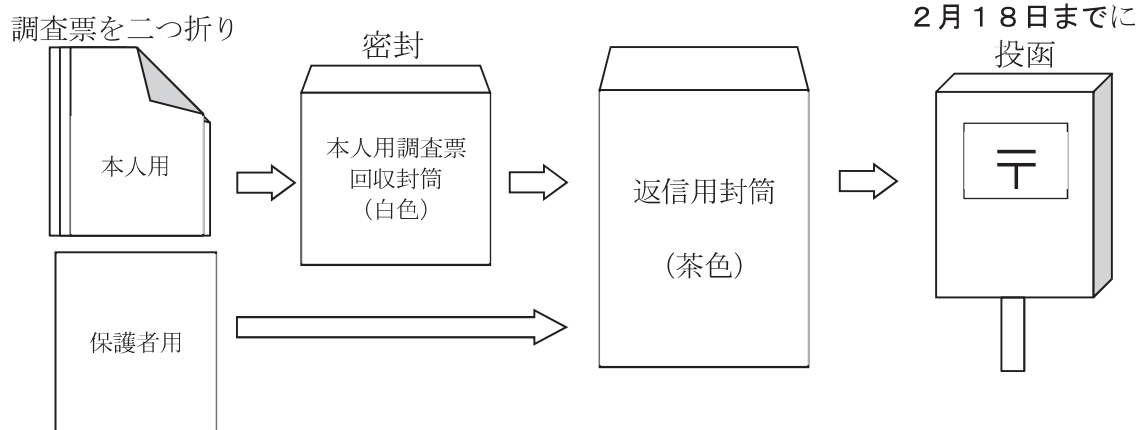 調査票を二つ折り
本人用
保護者用
密封
本人用調査票
回収封筒
（白色）
返信用封筒
（茶色）
２月１８日までに
投函
〒